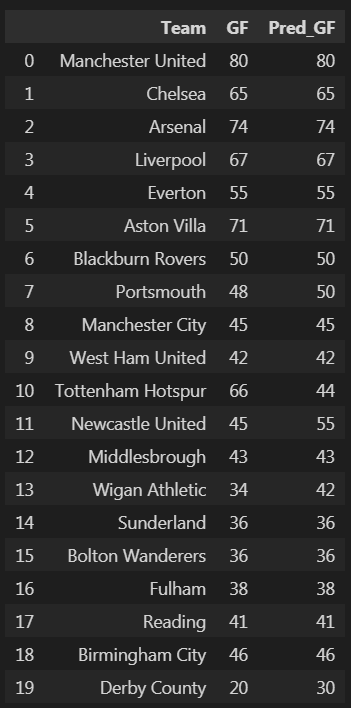 Team GF Pred_GF
0 Manchester United 80 80
1 Chelsea 65 65
2 Arsenal 74 74
3 Liverpool 67 67
4 Everton 55 55
5 Aston Villa 71 71
6 Blackburn Rovers 50 50
7 Portsmouth 48 50
8 Manchester City 45 45
9 West Ham United 42 42
10 Tottenham Hotspur 66 44
11 Newcastle United 45 55
12 Middlesbrough 43 43
13 Wigan Athletic 34 42
14 Sunderland 36 36
15 Bolton Wanderers 36 36
16 Fulham 38 38
17 Reading 41 41
18 Birmingham City 46 46
19 Derby County 20 30